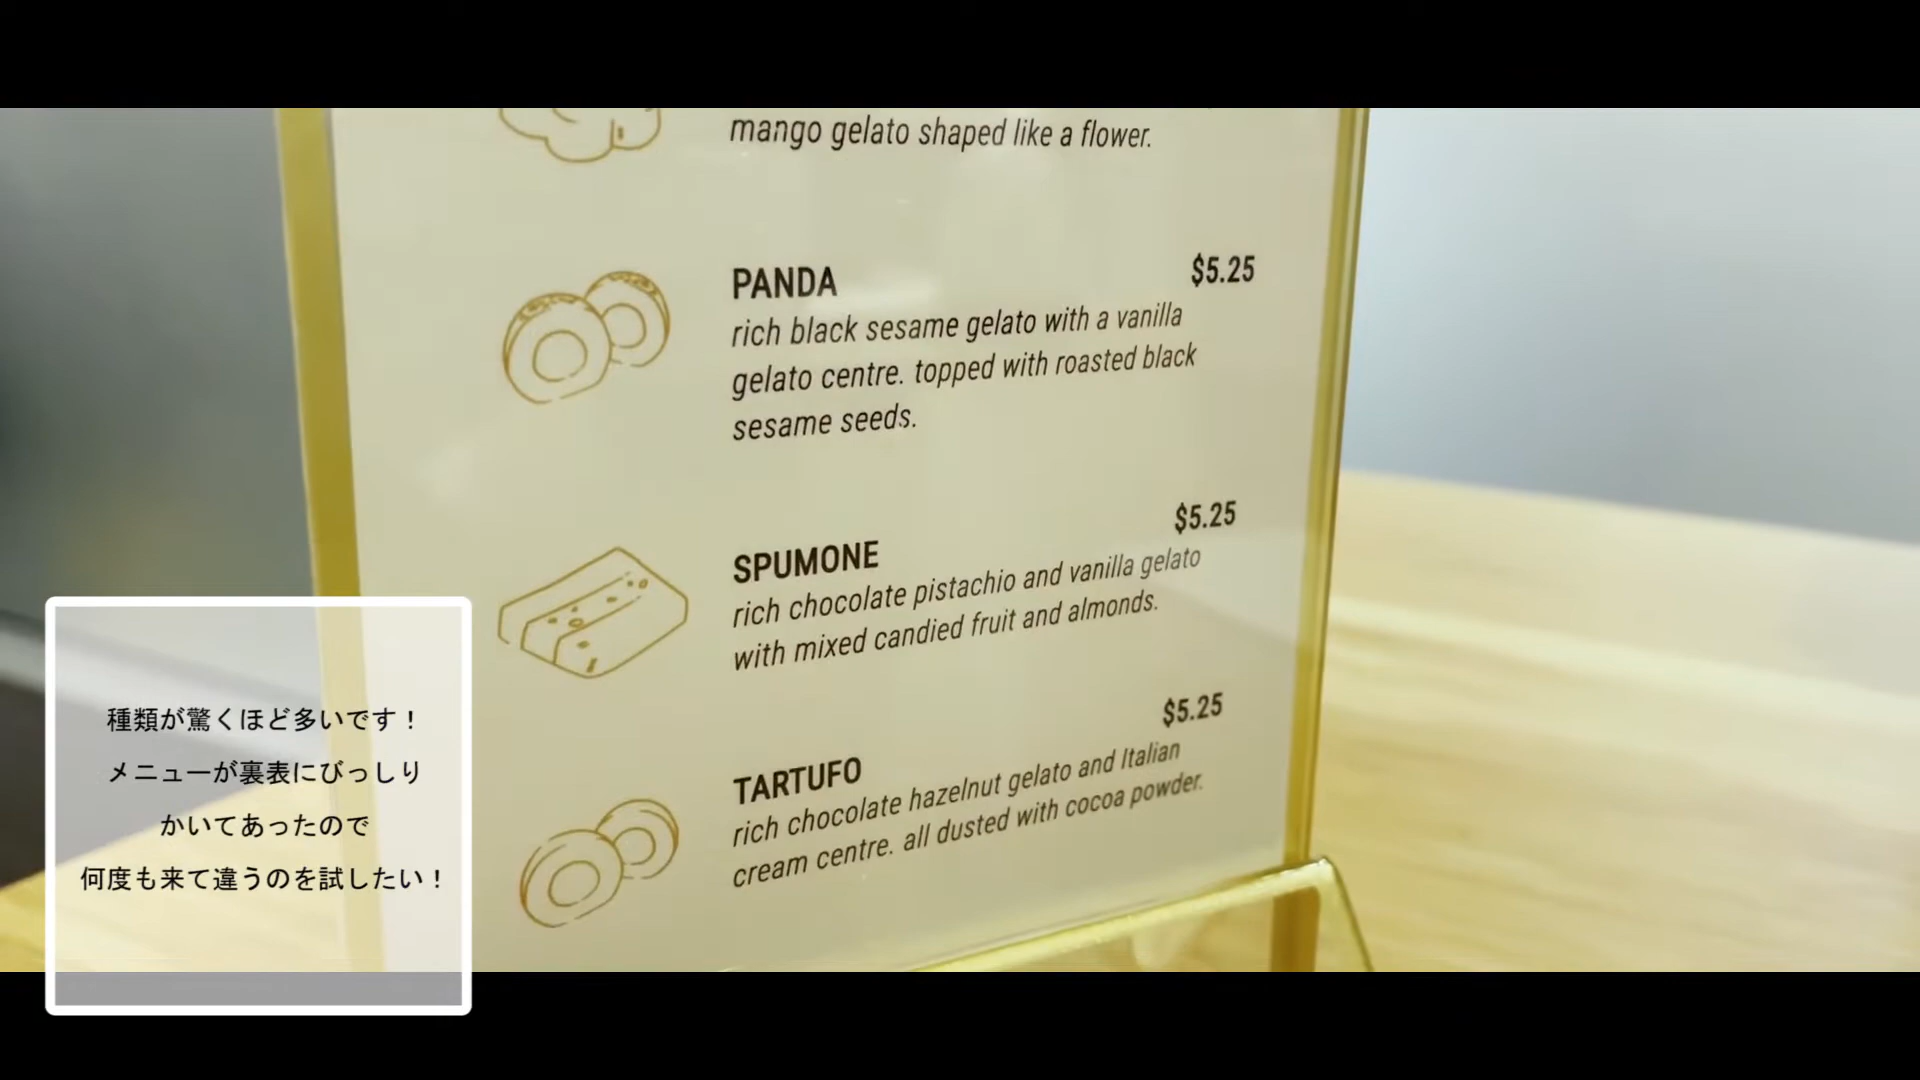 mango gelato shaped like a flower.
PANDA $5.25
rich black sesame gelato with a vanilla
gelato centre. topped with roasted black
sesame seeds.
SPUMONE $5.25
rich chocolate pistachio and vanilla gelato
with mixed candied fruit and almonds.
TARTUFO $5.25
rich chocolate hazelnut gelato and Italian
cream centre. all dusted with cocoa powder.
種類が驚くほど多いです！
メニューが裏表にびっしり
かいてあったので
何度も来て違うのを試したい！